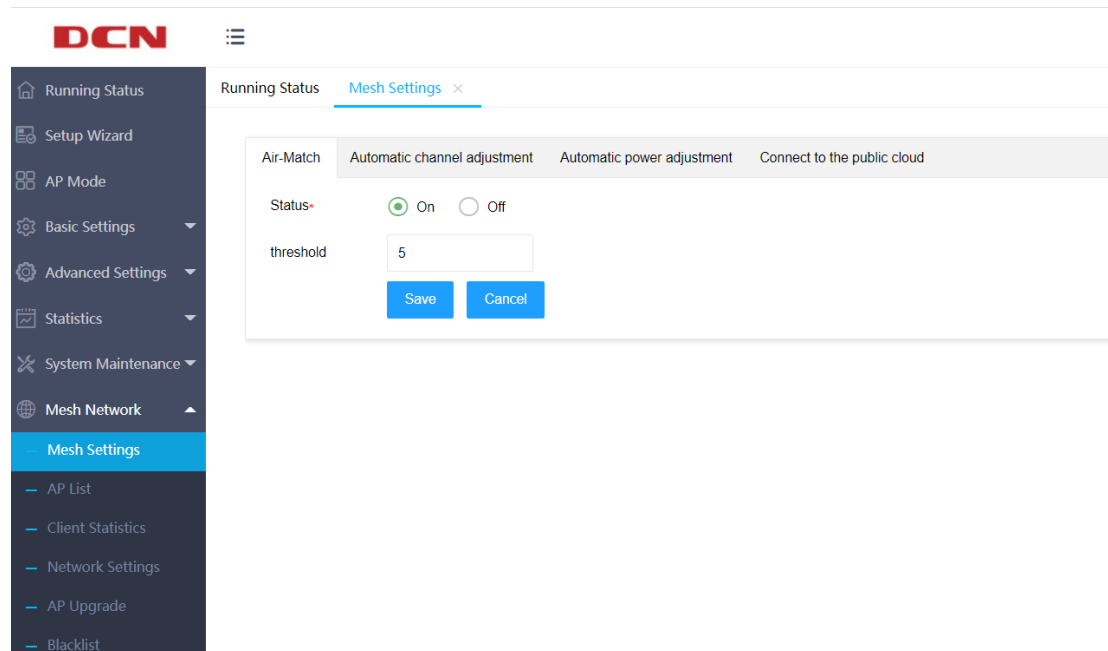 DCN
Running Status
Setup Wizard
AP Mode
Basic Settings
Advanced Settings
Statistics
System Maintenance
Mesh Network
Mesh Settings
AP List
Client Statistics
Network Settings
AP Upgrade
Blacklist
Running Status Mesh Settings ×
Air-Match Automatic channel adjustment Automatic power adjustment Connect to the public cloud
Status* On Off
threshold 5
Save Cancel